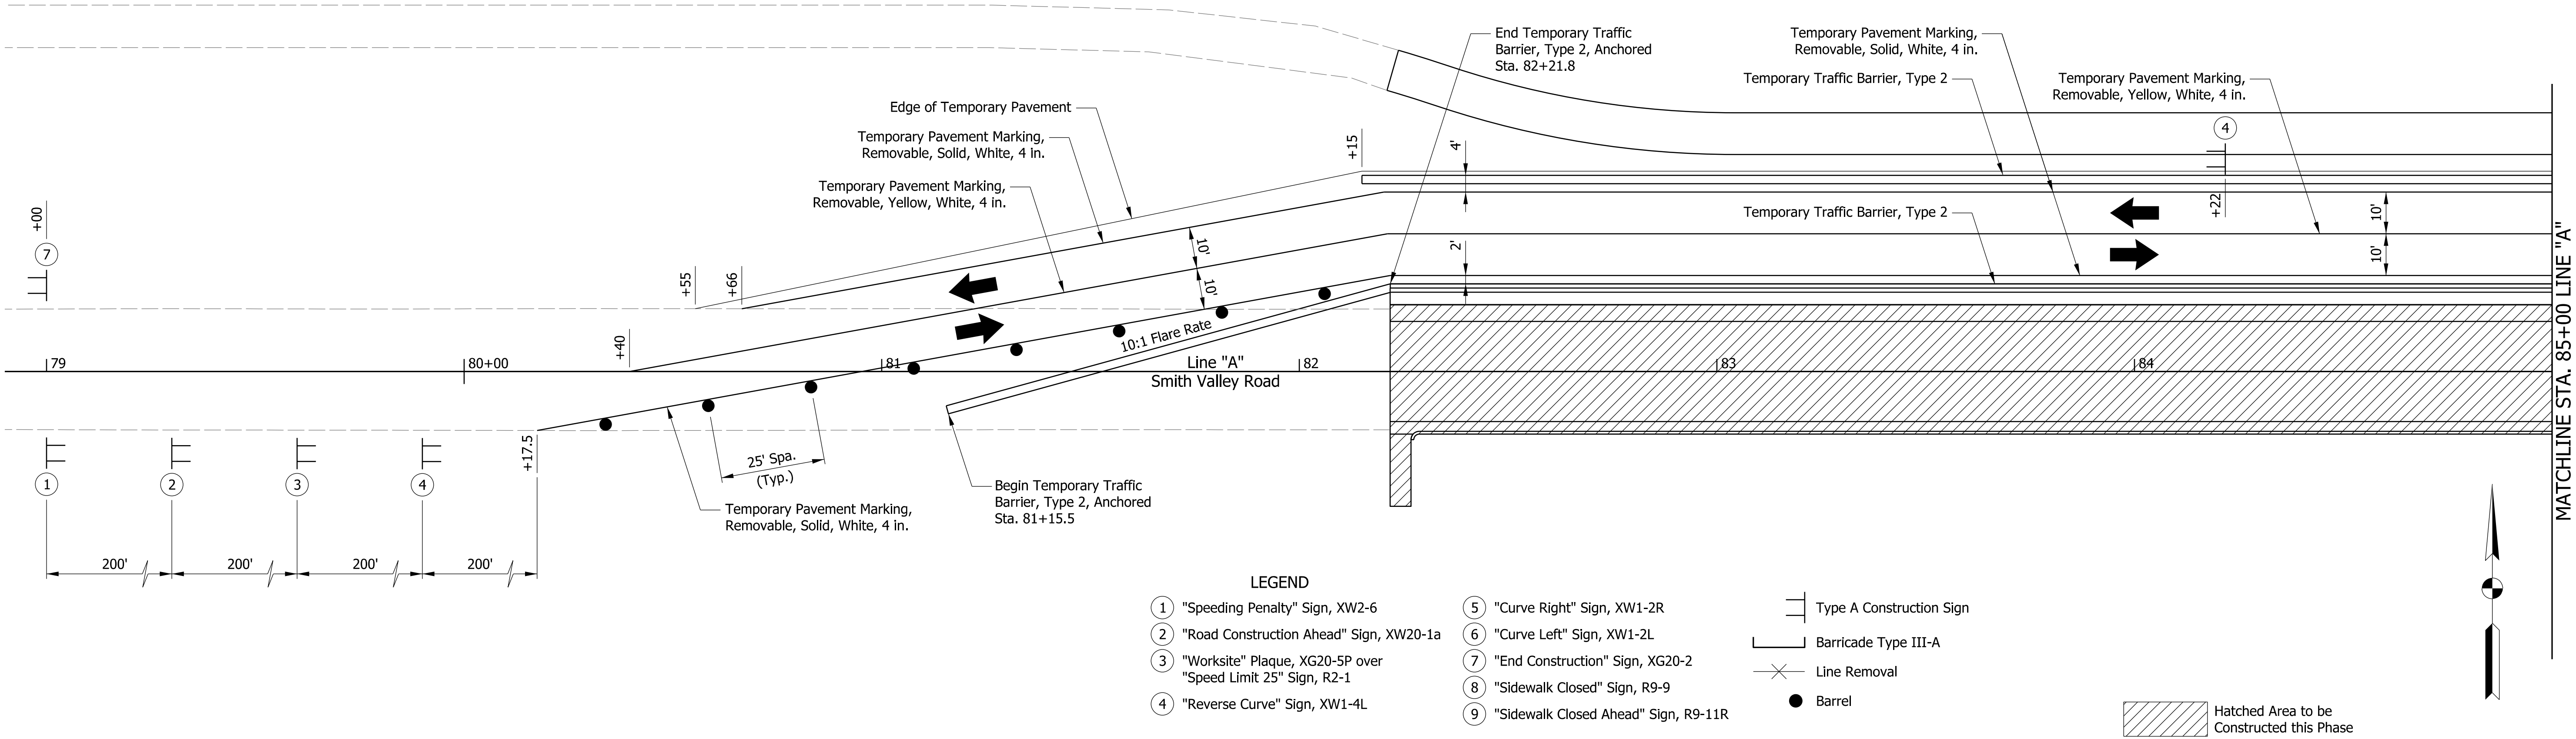 End Temporary Traffic
Barrier, Type 2, Anchored
Sta. 82+21.8
Temporary Pavement Marking,
Removable, Solid, White, 4 in.
Temporary Traffic Barrier, Type 2
Temporary Pavement Marking,
Removable, Yellow, White, 4 in.
Edge of Temporary Pavement
Temporary Pavement Marking,
Removable, Solid, White, 4 in.
Temporary Pavement Marking,
Removable, Yellow, White, 4 in.
+15
4'
4
+22
+00
7
Temporary Traffic Barrier, Type 2
10'
10'
2'
10'
10'
+55
+66
+40
10:1 Flare Rate
79
80+00
81
Line "A"
82
83
84
Smith Valley Road
MATCHLINE STA. 85+00 LINE "A"
+17.5
1
2
3
4
25' Spa.
(Typ.)
Begin Temporary Traffic
Barrier, Type 2, Anchored
Sta. 81+15.5
Temporary Pavement Marking,
Removable, Solid, White, 4 in.
200'
200'
200'
200'
LEGEND
1 "Speeding Penalty" Sign, XW2-6
2 "Road Construction Ahead" Sign, XW20-1a
3 "Worksite" Plaque, XG20-5P over
"Speed Limit 25" Sign, R2-1
4 "Reverse Curve" Sign, XW1-4L
5 "Curve Right" Sign, XW1-2R
6 "Curve Left" Sign, XW1-2L
7 "End Construction" Sign, XG20-2
8 "Sidewalk Closed" Sign, R9-9
9 "Sidewalk Closed Ahead" Sign, R9-11R
Type A Construction Sign
Barricade Type III-A
Line Removal
Barrel
Hatched Area to be
Constructed this Phase